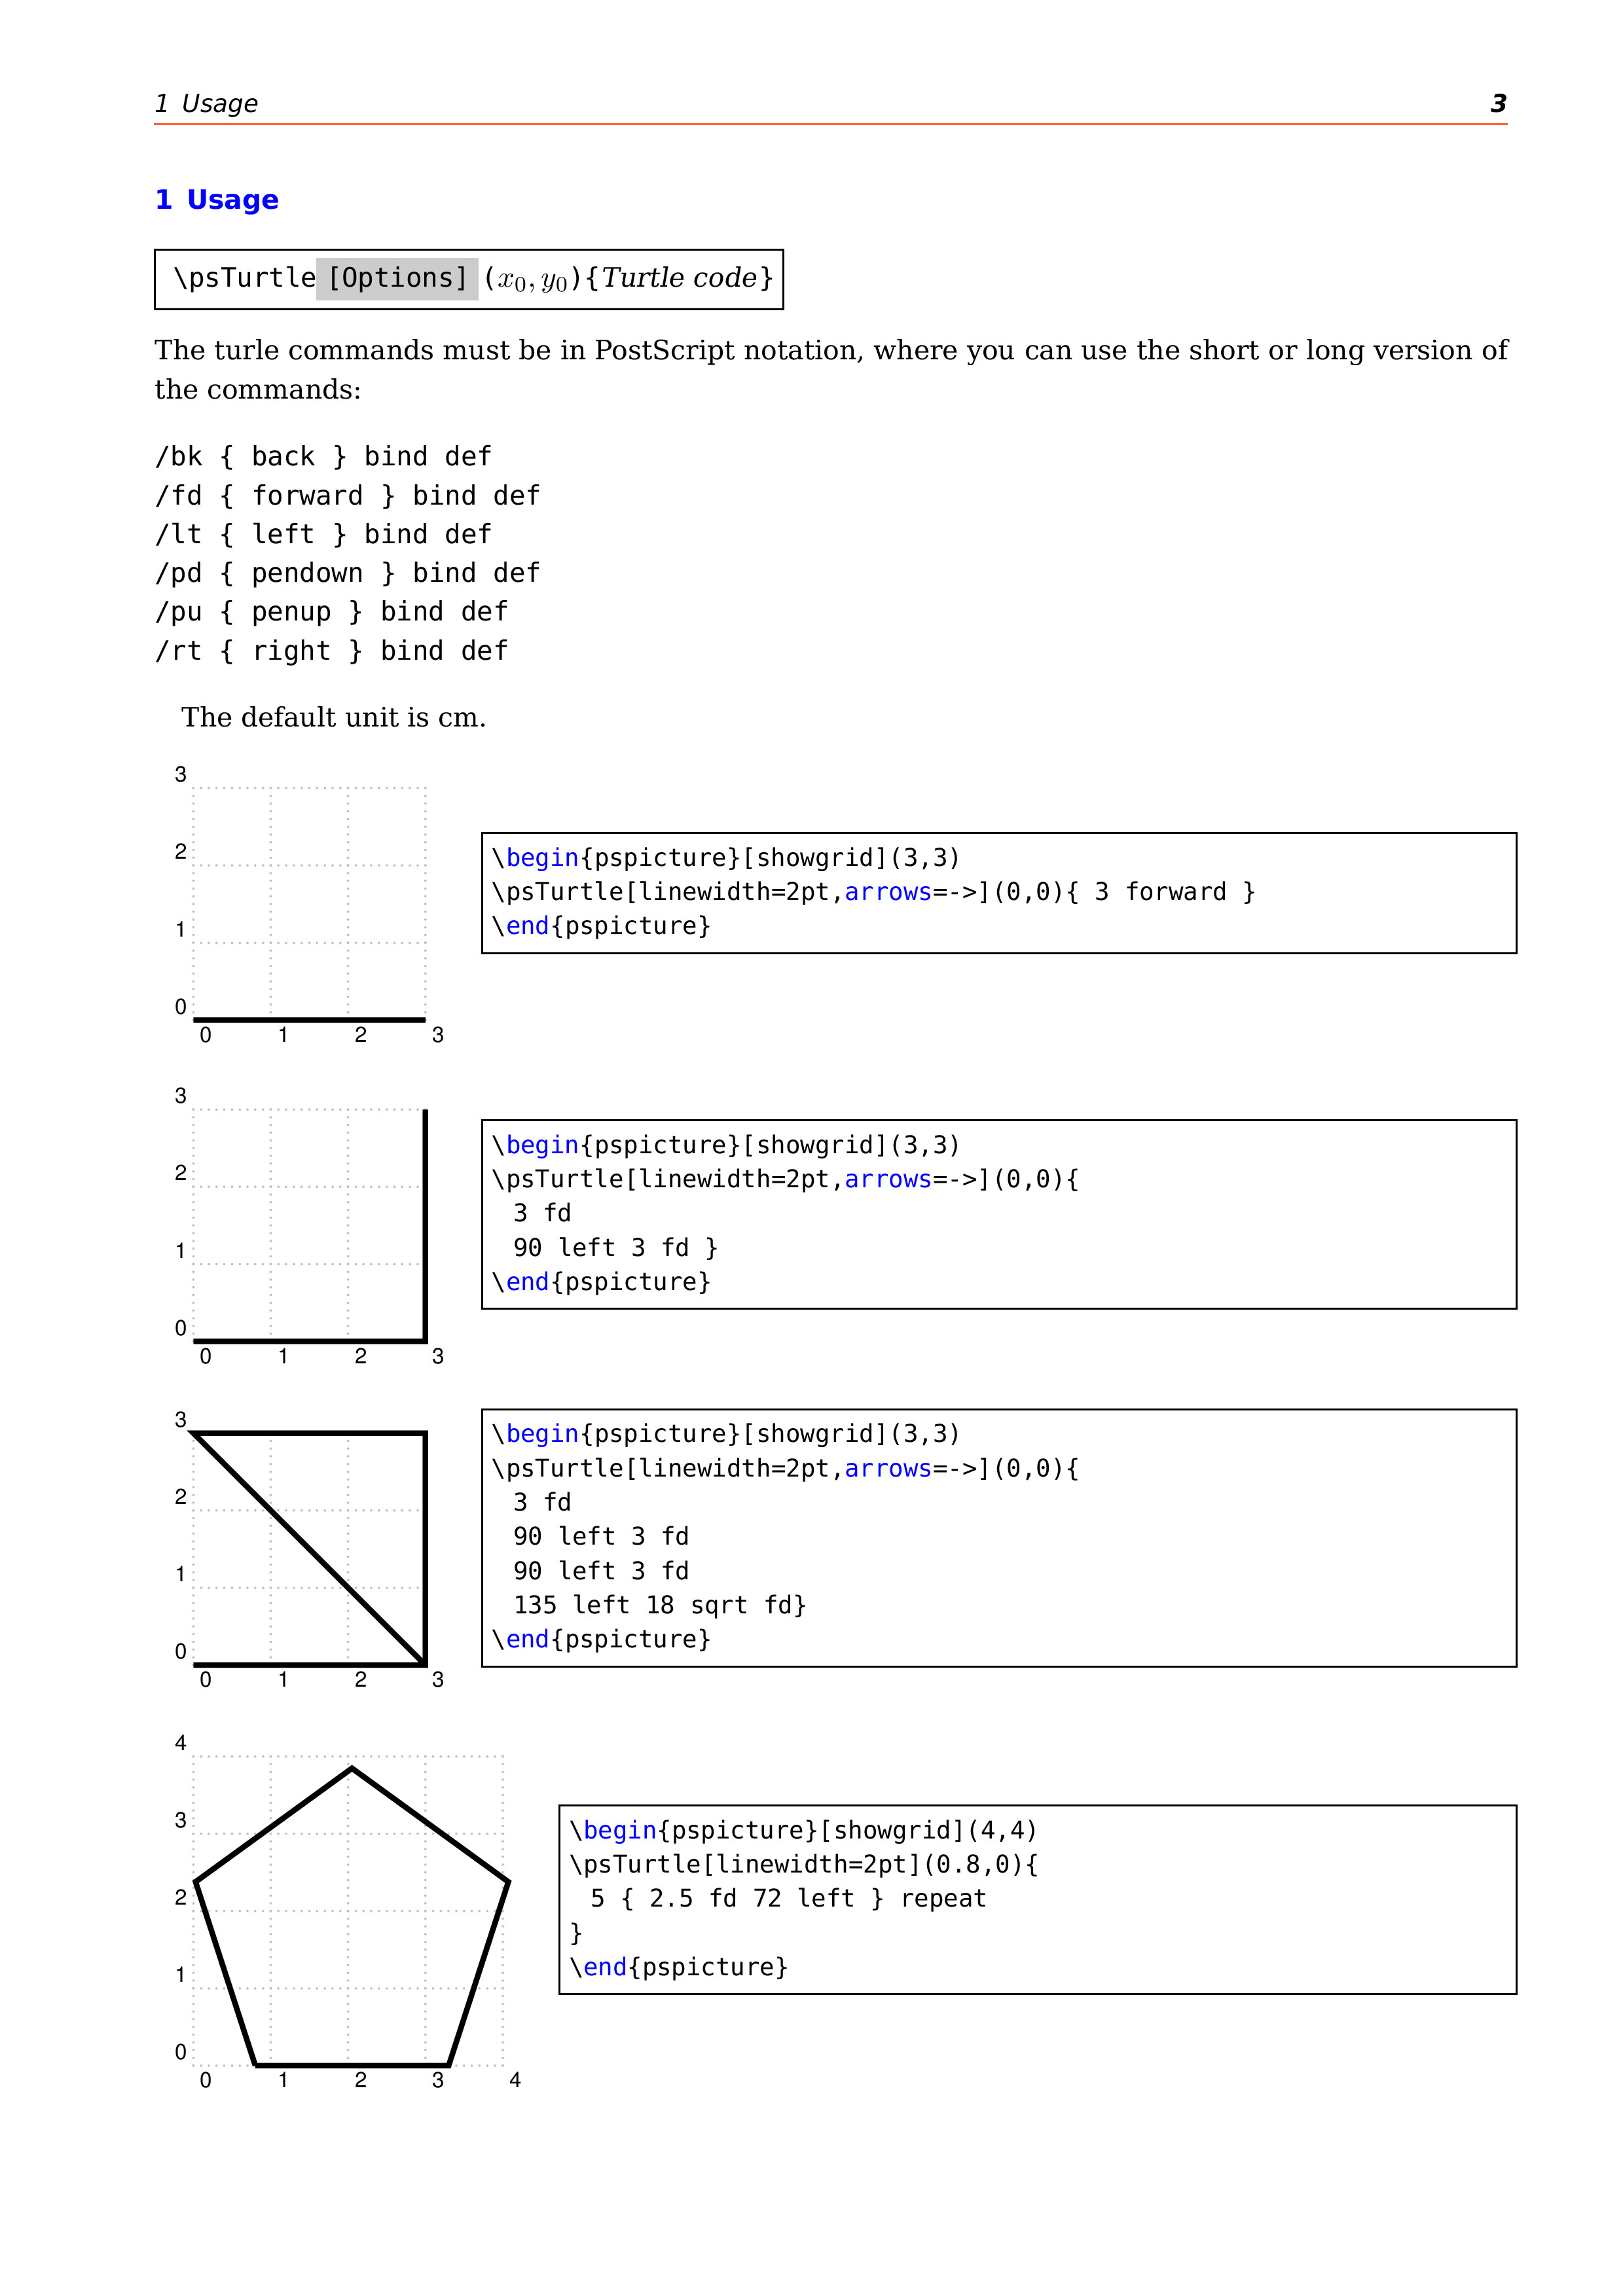 1 Usage 3
1 Usage
\psTurtle [Options] (x₀, y₀){Turtle code}
The turle commands must be in PostScript notation, where you can use the short or long version of
the commands:
/bk { back } bind def
/fd { forward } bind def
/lt { left } bind def
/pd { pendown } bind def
/pu { penup } bind def
/rt { right } bind def
The default unit is cm.
3
2
1
0
0 1 2 3
\begin{pspicture}[showgrid](3,3)
\psTurtle[linewidth=2pt,arrows=->](0,0){ 3 forward }
\end{pspicture}
3
2
1
0
0 1 2 3
\begin{pspicture}[showgrid](3,3)
\psTurtle[linewidth=2pt,arrows=->](0,0){
3 fd
90 left 3 fd }
\end{pspicture}
3
2
1
0
0 1 2 3
\begin{pspicture}[showgrid](3,3)
\psTurtle[linewidth=2pt,arrows=->](0,0){
3 fd
90 left 3 fd
90 left 3 fd
135 left 18 sqrt fd}
\end{pspicture}
4
3
2
1
0
0 1 2 3 4
\begin{pspicture}[showgrid](4,4)
\psTurtle[linewidth=2pt](0.8,0){
5 { 2.5 fd 72 left } repeat
}
\end{pspicture}